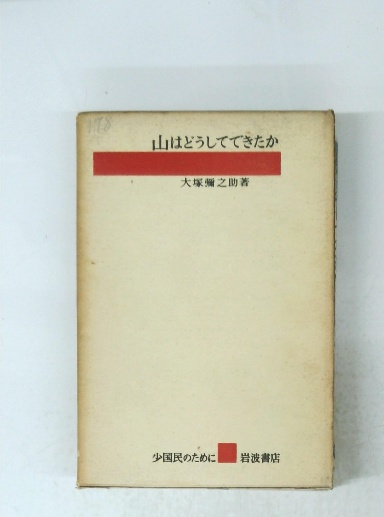 山はどうしてできたか
大塚彌之助著
少国民のために 岩波書店